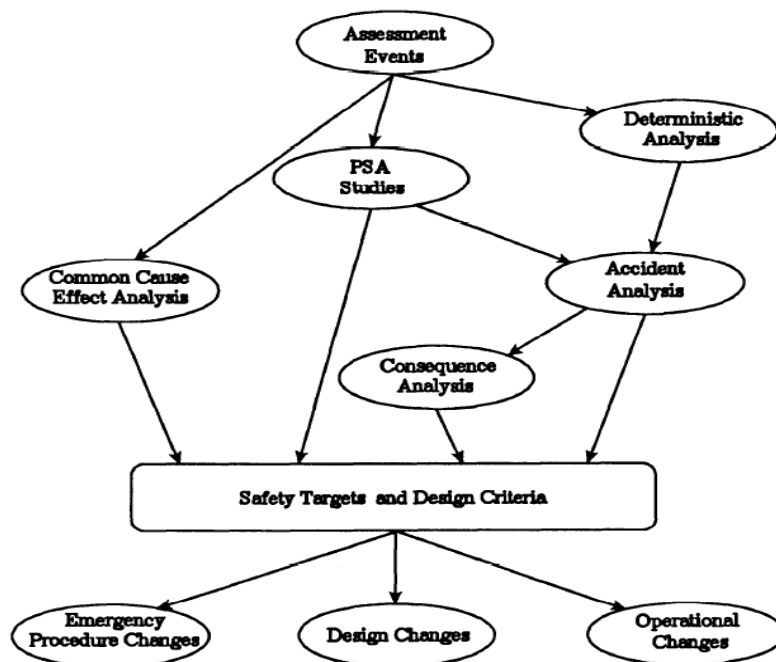 Assessment
Events
Deterministic
Analysis
PSA
Studies
Common Cause
Effect Analysis
Accident
Analysis
Consequence
Analysis
Safety Targets and Design Criteria
Emergency
Procedure Changes
Design Changes
Operational
Changes